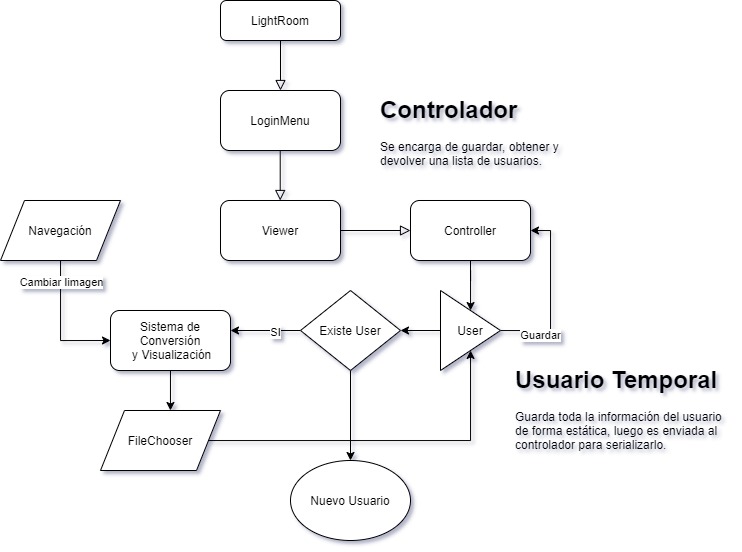 LightRoom
LoginMenu
Controlador
Se encarga de guardar, obtener y
devolver una lista de usuarios.
Navegación
Viewer
Controller
Cambiar Iimagen
Sistema de
Conversión
y Visualización
SI
Existe User
User
Guardar
Usuario Temporal
Guarda toda la información del usuario
de forma estática, luego es enviada al
controlador para serializarlo.
FileChooser
Nuevo Usuario